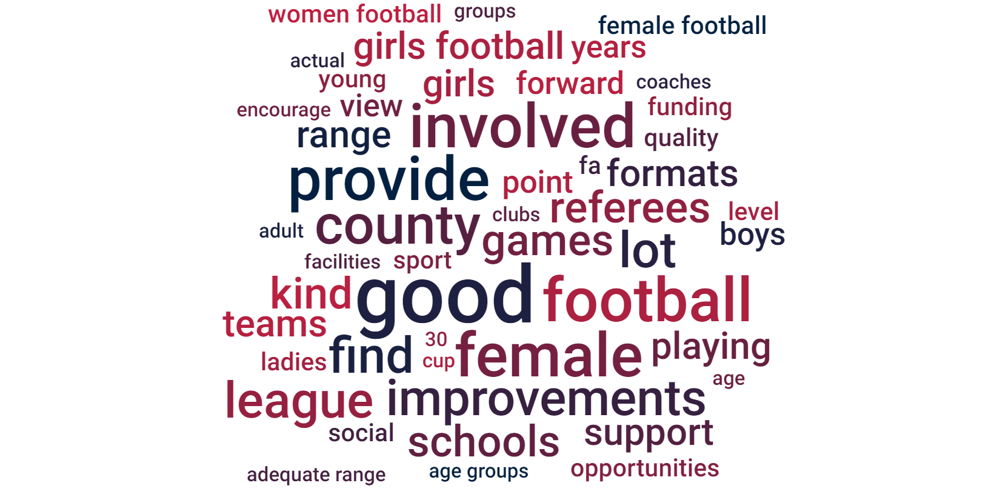 women football groups
female football
girls football years
actual
young girls forward coaches
encourage view funding
range involved quality
provide point fa formats
county clubs referees level
adult games lot boys
facilities sport
kind good football
teams
find 30 female playing
ladies cup
league improvements age
social schools support
adequate range age groups opportunities